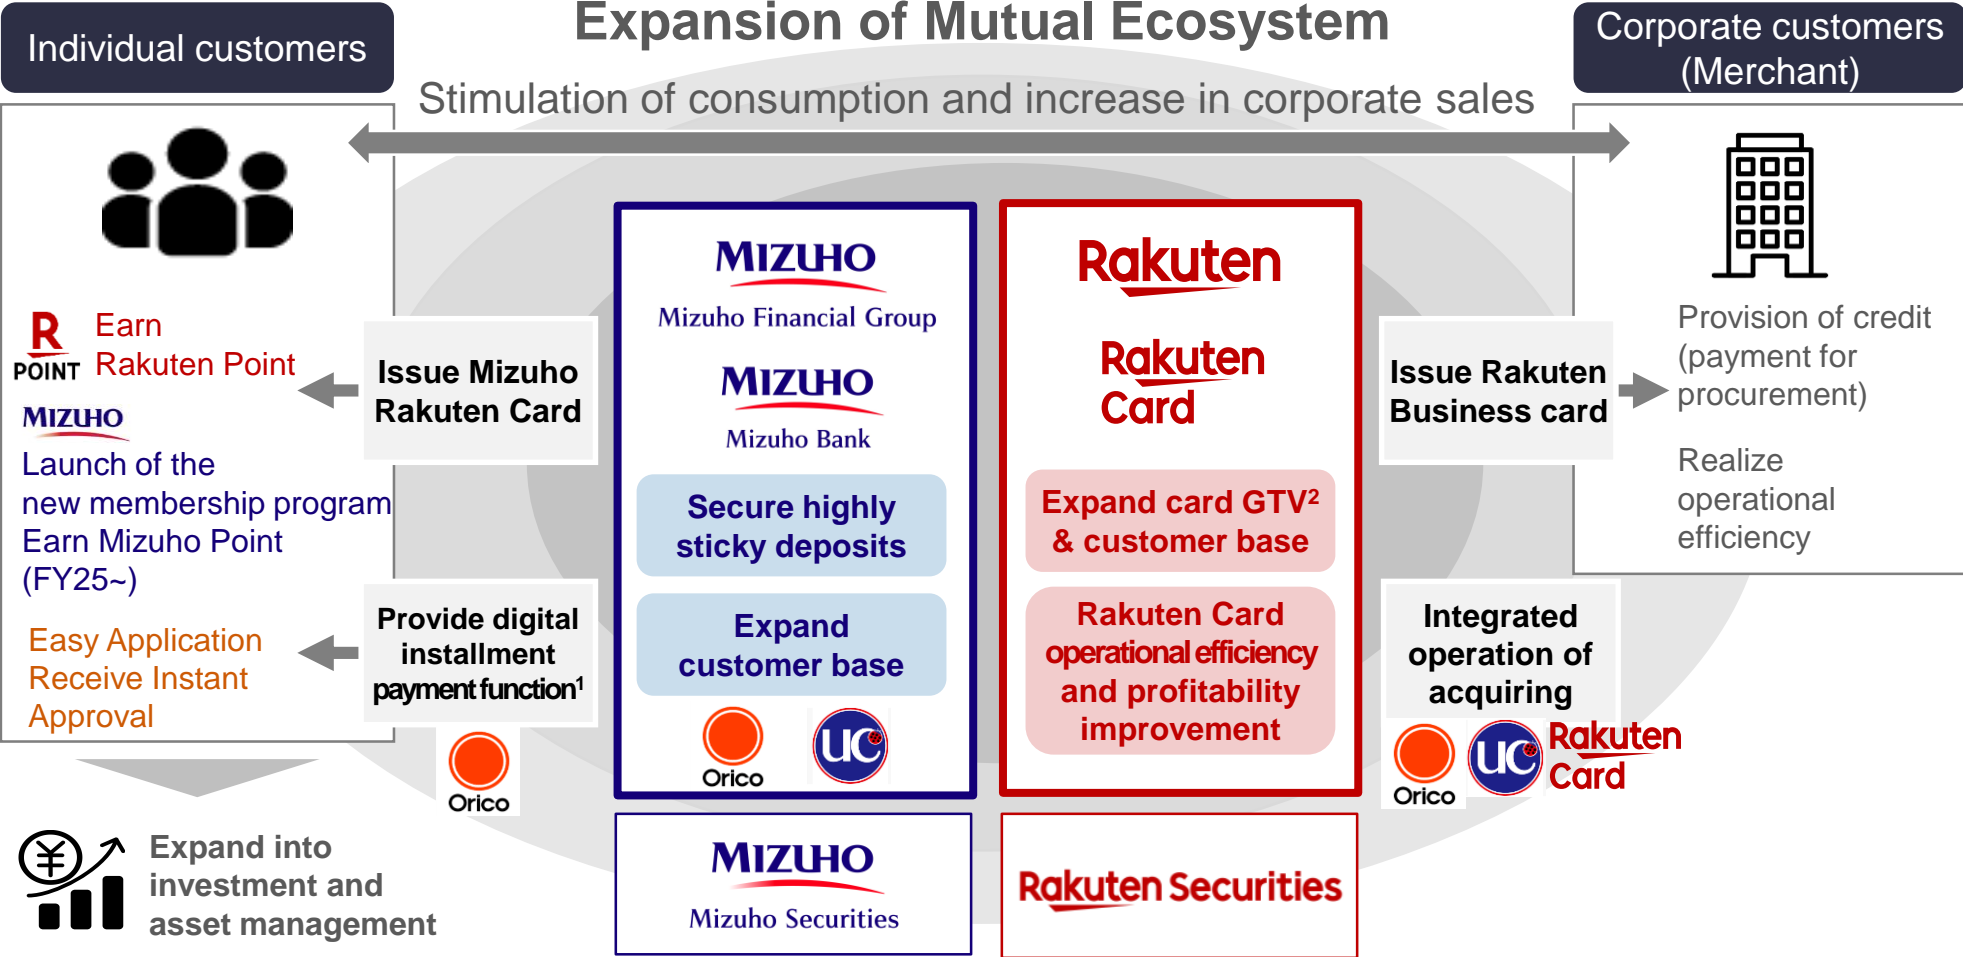 Expansion of Mutual Ecosystem
Individual customers
Corporate customers
(Merchant)
Stimulation of consumption and increase in corporate sales
R
POINT
Earn
Rakuten Point
MIZUHO
Launch of the
new membership program
Earn Mizuho Point
(FY25~)
Easy Application
Receive Instant
Approval
Issue Mizuho
Rakuten Card
Provide digital
installment
payment function¹
Orico
MIZUHO
Mizuho Financial Group
MIZUHO
Mizuho Bank
Secure highly
sticky deposits
Expand
customer base
Orico
UC
Rakuten
Rakuten
Card
Expand card GTV²
& customer base
Rakuten Card
operational efficiency
and profitability
improvement
Issue Rakuten
Business card
Provision of credit
(payment for
procurement)
Realize
operational
efficiency
Integrated
operation of
acquiring
Orico
UC
Rakuten
Card
¥
Expand into
investment and
asset management
MIZUHO
Mizuho Securities
Rakuten Securities